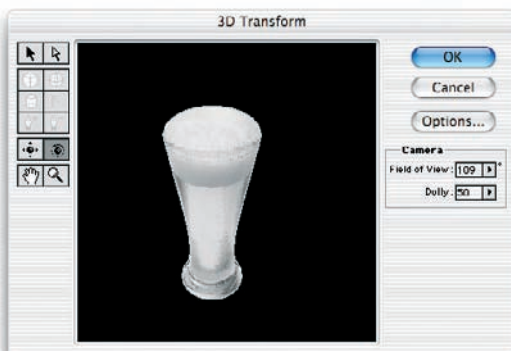 3D Transform
OK
Cancel
Options...
Camera
Field of View: 109 °
Dolly: 50